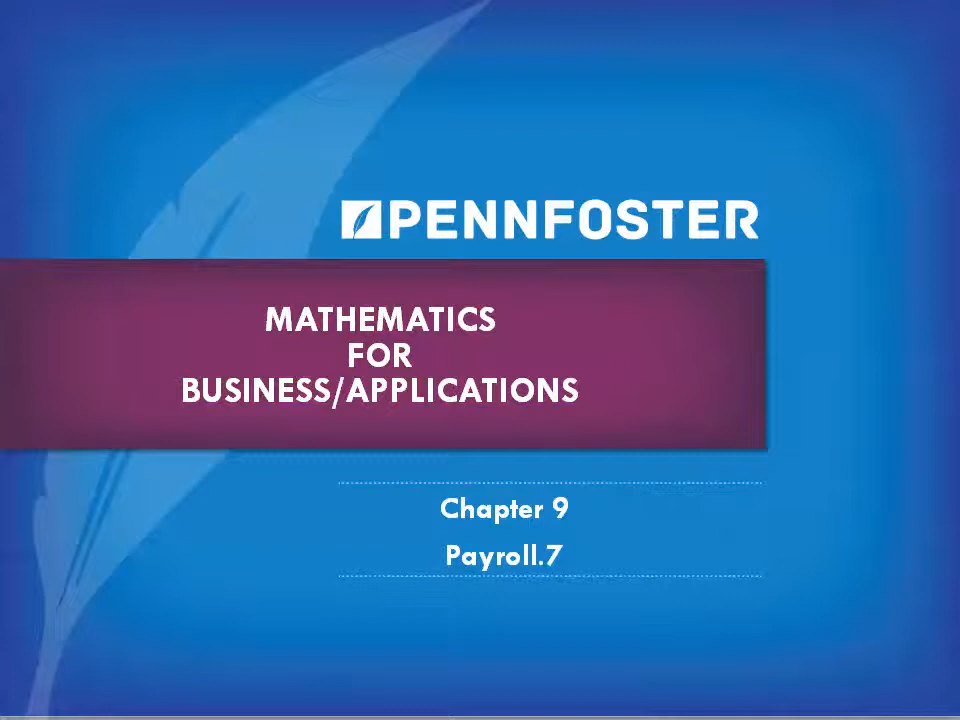 PENNFOSTER
MATHEMATICS
FOR
BUSINESS/APPLICATIONS
Chapter 9
Payroll.7